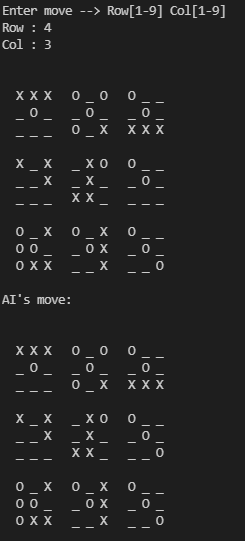 Enter move --> Row[1-9] Col[1-9]
Row : 4
Col : 3
X X X  O _ O  O _ _
_ O _  _ O _  _ O _
_ _ _  O _ X  X X X
X _ X  _ X O  O _ _
_ _ X  _ X _  _ O _
_ _ _  X X _  _ _ _
O _ X  O _ X  O _ _
O O _  _ O X  _ O _
O X X  _ _ X  _ _ O
AI's move:
X X X  O _ O  O _ _
_ O _  _ O _  _ O _
_ _ _  O _ X  X X X
X _ X  _ X O  O _ _
_ _ X  _ X _  _ O _
_ _ _  X X _  _ _ O
O _ X  O _ X  O _ _
O O _  _ O X  _ O _
O X X  _ _ X  _ _ O